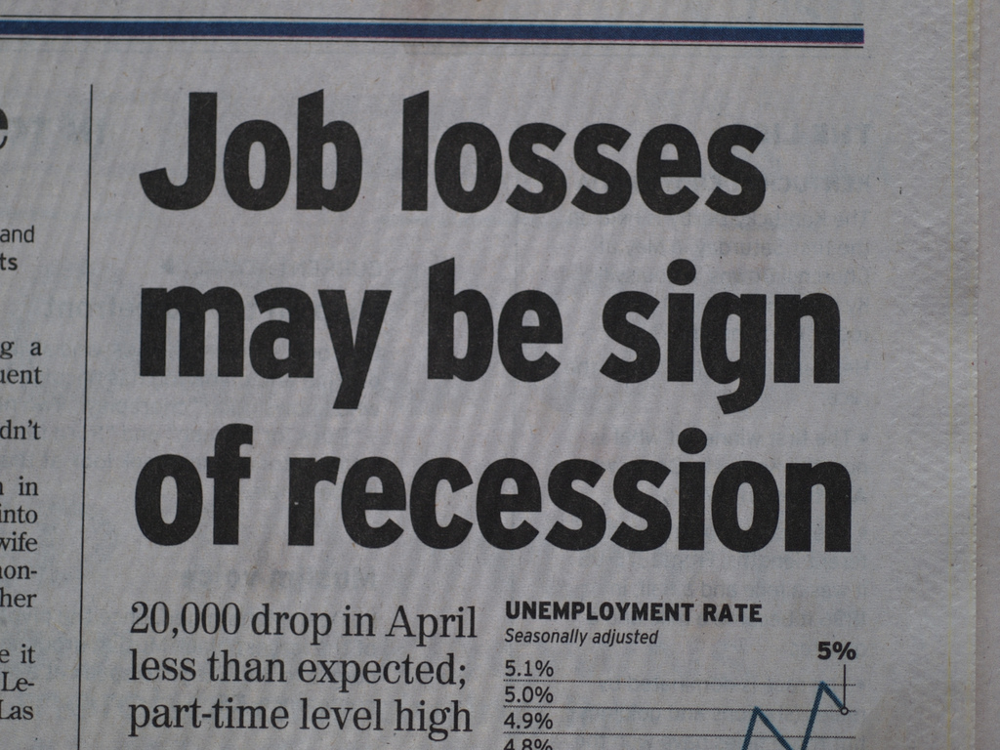 and
ts
g a
uent
dn't
in
into
wife
her
e it
Le-
Las
Job losses
may be sign
of recession
20,000 drop in April
less than expected;
part-time level high
UNEMPLOYMENT RATE
Seasonally adjusted
5%
5.1%
5.0%
4.9%
4.8%